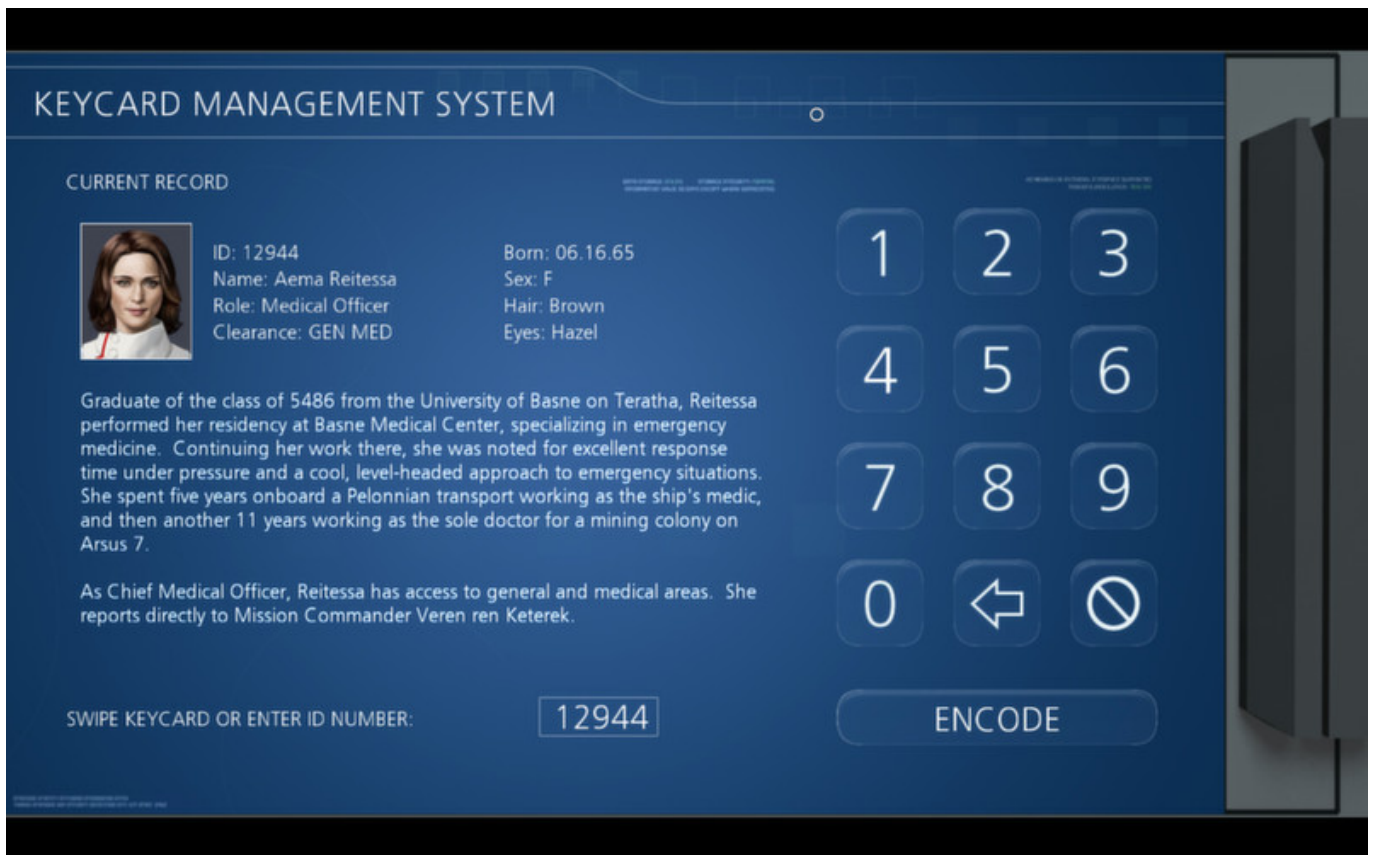 KEYCARD MANAGEMENT SYSTEM
CURRENT RECORD
ID: 12944
Name: Aema Reitessa
Role: Medical Officer
Clearance: GEN MED
Born: 06.16.65
Sex: F
Hair: Brown
Eyes: Hazel
Graduate of the class of 5486 from the University of Basne on Teratha, Reitessa
performed her residency at Basne Medical Center, specializing in emergency
medicine.  Continuing her work there, she was noted for excellent response
time under pressure and a cool, level-headed approach to emergency situations.
She spent five years onboard a Pelonnian transport working as the ship's medic,
and then another 11 years working as the sole doctor for a mining colony on
Arsus 7.
As Chief Medical Officer, Reitessa has access to general and medical areas.  She
reports directly to Mission Commander Veren ren Keterek.
SWIPE KEYCARD OR ENTER ID NUMBER:
12944
1 2 3
4 5 6
7 8 9
0
ENCODE